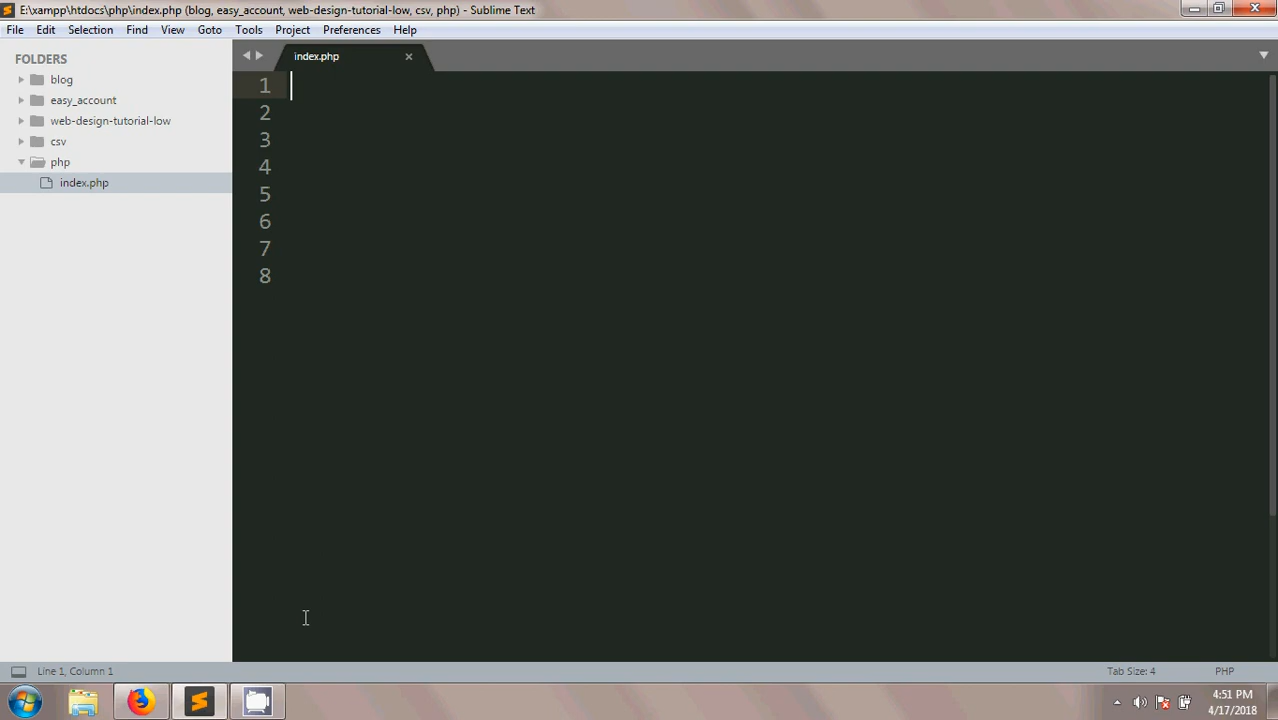 E:\xampp\htdocs\php\index.php (blog, easy_account, web-design-tutorial-low, csv, php) - Sublime Text
File Edit Selection Find View Goto Tools Project Preferences Help
FOLDERS
blog
easy_account
web-design-tutorial-low
csv
php
index.php
index.php
1
2
3
4
5
6
7
8
Line 1, Column 1
Tab Size: 4
PHP
4:51 PM
4/17/2018